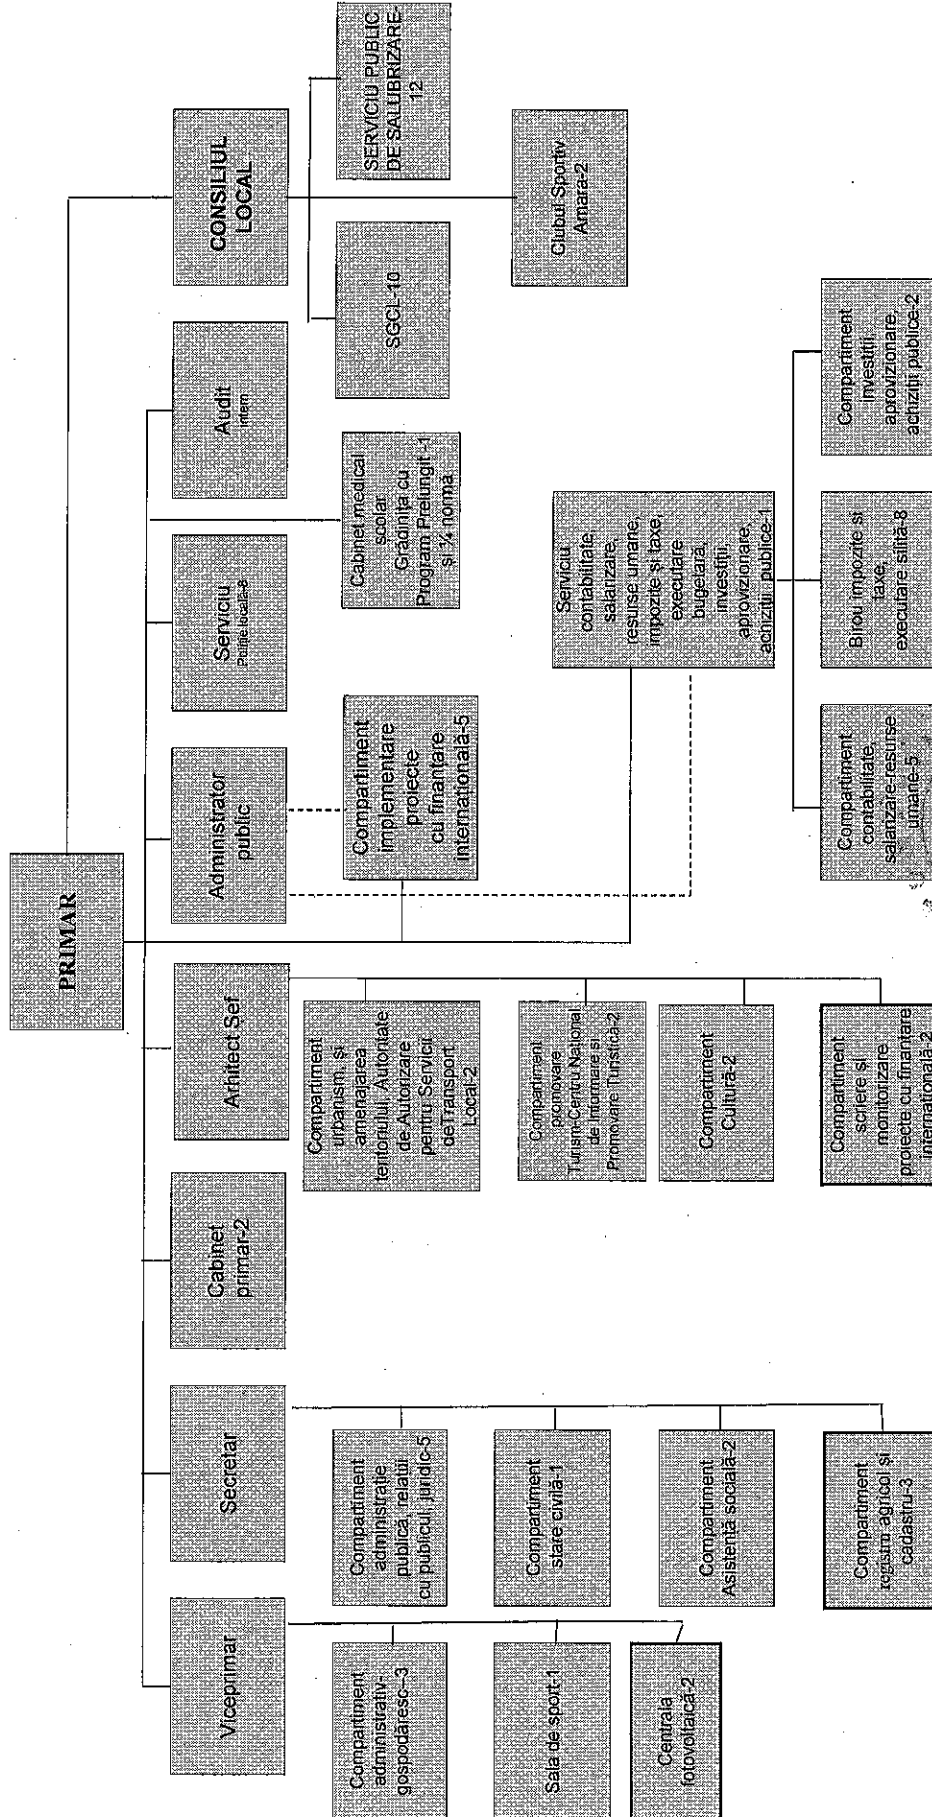 PRIMAR
CONSILIUL
LOCAL
Viceprimar
Secretar
Cabinet
primar-2
Arhitect Șef
Administrator
public
Serviciu
Poliție locală-8
Audit
intern
Compartiment
administrativ-
gospodăresc-3
Sala de sport-1
Centrala
fotovoltaică-2
Compartiment
administrație
publică, relații
cu publicul, juridic-5
Compartiment
stare civilă-1
Compartiment
Asistență socială-2
Compartiment
registru agricol și
cadastru-3
Compartiment
urbanism, și
amenajarea
teritoriului, Autoritate
de Autorizare
pentru Servicii
deTransport
Local-2
Compartiment
promovare
Turism-Centru Național
de Informare și
Promovare Turistică-2
Compartiment
Cultură-2
Compartiment
scriere și
monitorizare
proiecte cu finantare
internațională-2
Compartiment
implementare
proiecte
cu finantare
internațională-5
Cabinet medical
scolar
Grădinița cu
Program Prelungit -1
și ¼ normă
SGCL-10
SERVICIU PUBLIC
DE SALUBRIZARE-
12
Clubul Sportiv
Amara-2
Serviciu
contabilitate,
salarizare,
resurse umane,
impozite și taxe,
executare
bugetară,
investiții,
aprovizionare,
achiziții publice-1
Compartiment
contabilitate,
salarizare-resurse
umane-5
Birou impozite si
taxe,
executare silită-8
Compartiment
investiții,
aprovizionare,
achiziții publice-2